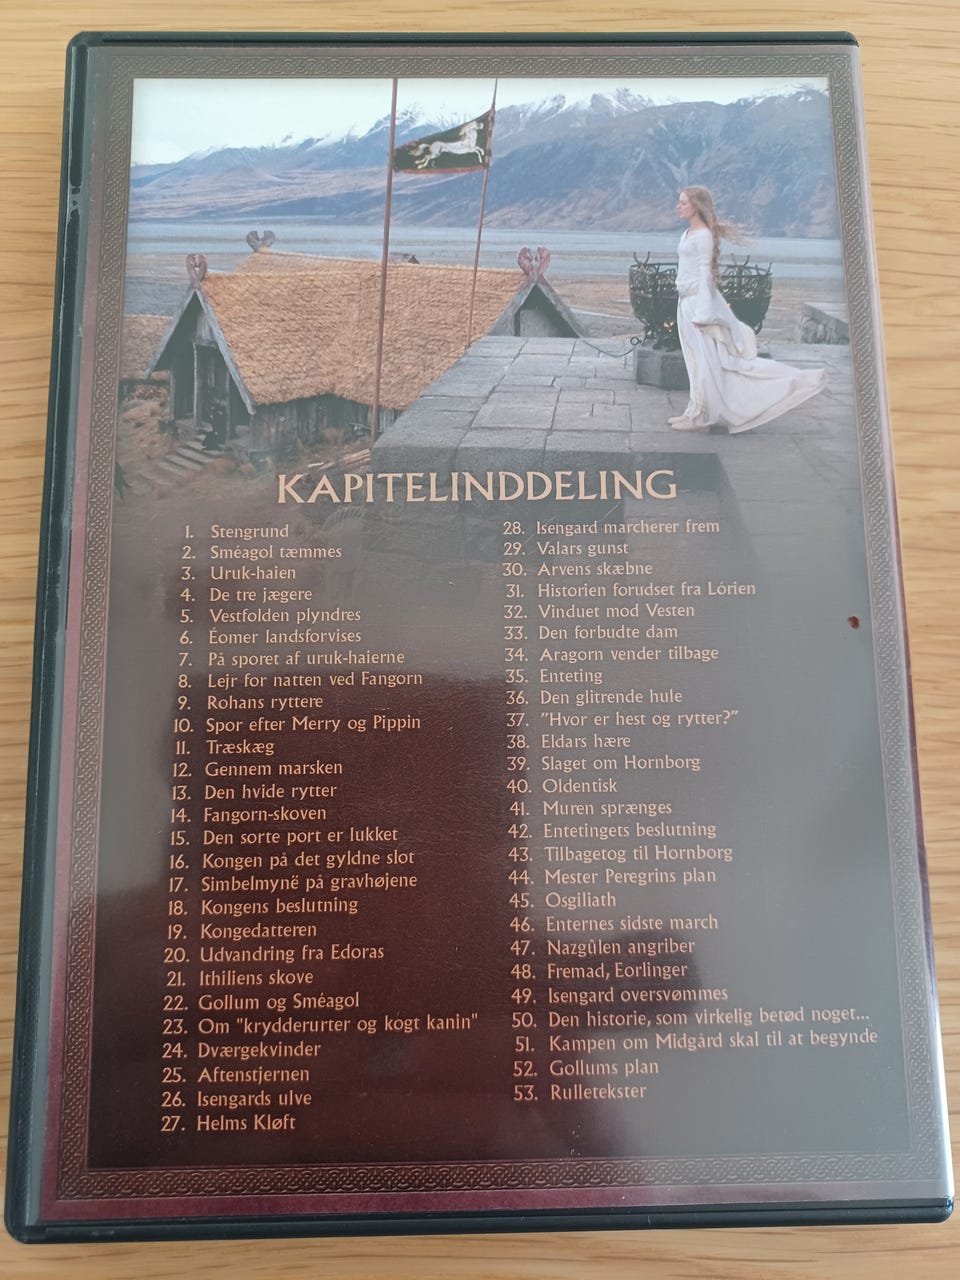 KAPITELINDDELING
1. Stengrund
2. Sméagol tæmmes
3. Uruk-haien
4. De tre jægere
5. Vestfolden plyndres
6. Éomer landsforvises
7. På sporet af uruk-haierne
8. Lejr for natten ved Fangorn
9. Rohans ryttere
10. Spor efter Merry og Pippin
11. Træskæg
12. Gennem marsken
13. Den hvide rytter
14. Fangorn-skoven
15. Den sorte port er lukket
16. Kongen på det gyldne slot
17. Simbelmynë på gravhøjene
18. Kongens beslutning
19. Kongedatteren
20. Udvandring fra Edoras
21. Ithiliens skove
22. Gollum og Sméagol
23. Om "krydderurter og kogt kanin"
24. Dværgekvinder
25. Aftenstjernen
26. Isengards ulve
27. Helms Kløft
28. Isengard marcherer frem
29. Valars gunst
30. Arvens skæbne
31. Historien forudset fra Lórien
32. Vinduet mod Vesten
33. Den forbudte dam
34. Aragorn vender tilbage
35. Enteting
36. Den glitrende hule
37. ”Hvor er hest og rytter?”
38. Eldars hære
39. Slaget om Hornborg
40. Oldentisk
41. Muren sprænges
42. Entetingets beslutning
43. Tilbagetog til Hornborg
44. Mester Peregrins plan
45. Osgiliath
46. Enternes sidste march
47. Nazgûlen angriber
48. Fremad, Eorlinger
49. Isengard oversvømmes
50. Den historie, som virkelig betød noget...
51. Kampen om Midgård skal til at begynde
52. Gollums plan
53. Rulletekster